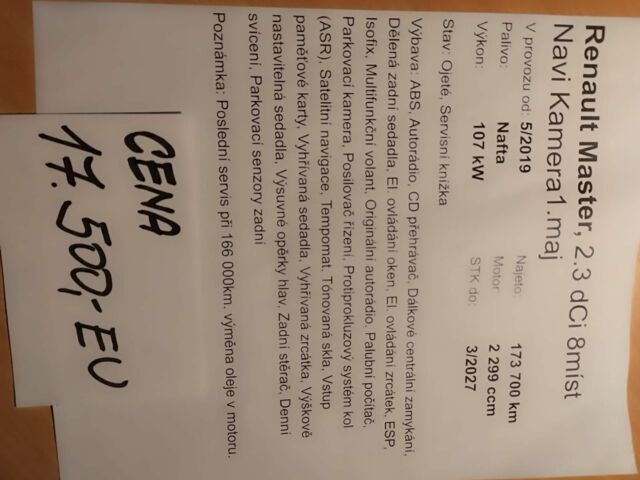 Renault Master, 2.3 dCi 8míst
Navi Kamera1.maj
V provozu od: 5/2019 Najeto: 173 700 km
Palivo: Nafta Motor: 2 299 ccm
Výkon: 107 kW STK do: 3/2027
Stav: Ojeté, Servisní knížka
Výbava: ABS, Autorádio, CD přehrávač, Dálkové centrální zamykání,
Dělená zadní sedadla, El. ovládání oken, El. ovládání zrcátek, ESP,
Isofix, Multifunkční volant, Originální autorádio, Palubní počítač,
Parkovací kamera, Posilovač řízení, Protiprokluzový systém kol
(ASR), Satelitní navigace, Tempomat, Tónovaná skla, Vstup
paměťové karty, Vyhřívaná sedadla, Vyhřívaná zrcátka, Výškově
nastavitelná sedadla, Výsuvné opěrky hlav, Zadní stěrač, Denní
svícení, Parkovací senzory zadní
Poznámka: Poslední servis při 166 000km, výměna oleje v motoru.
CENA
17.500,- EU